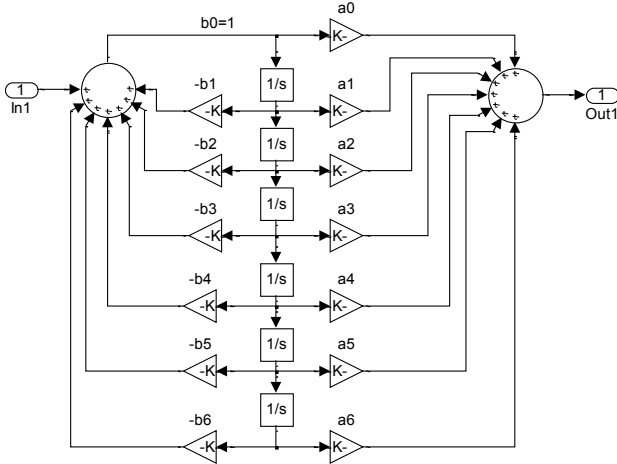 b0=1 a0
K-
1 In1
1 Out1
1/s
-b1 a1
-K K-
1/s
-b2 a2
-K K-
1/s
-b3 a3
-K K-
1/s
-b4 a4
-K K-
1/s
-b5 a5
-K K-
1/s
-b6 a6
-K K-